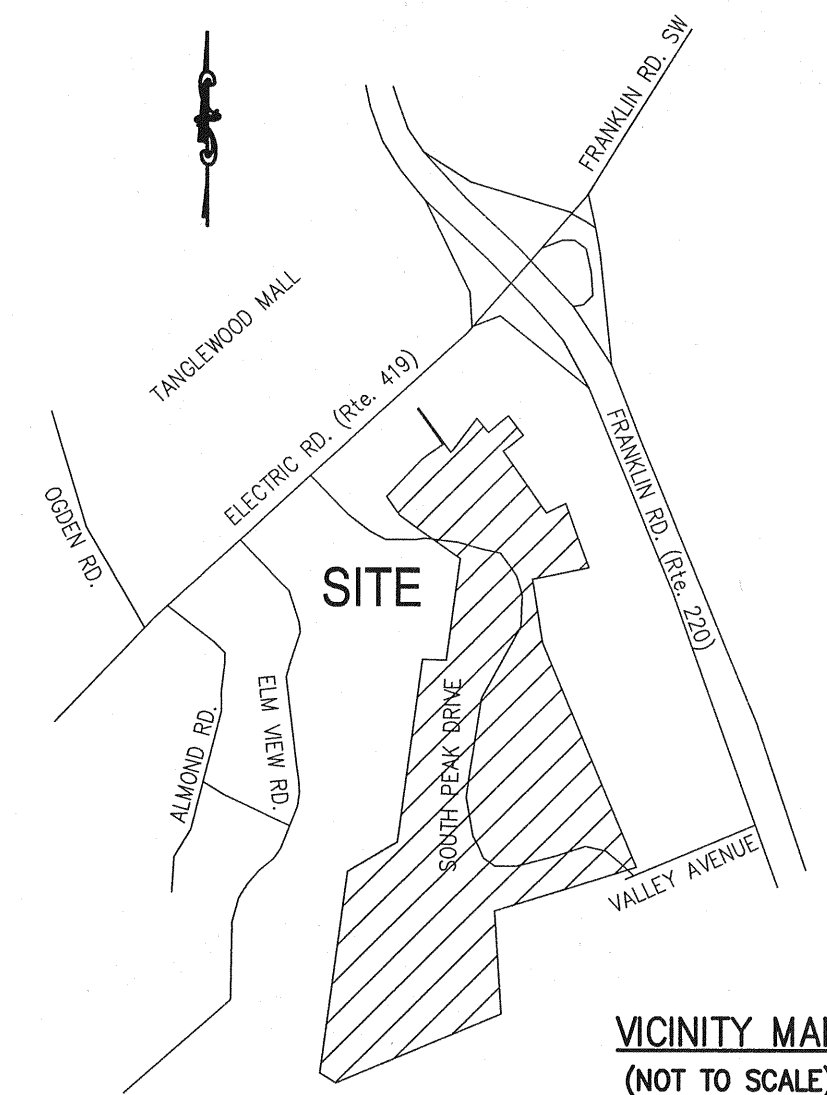 FRANKLIN RD. SW
TANGLEWOOD MALL
ELECTRIC RD. (Rte. 419)
OGDEN RD.
FRANKLIN RD. (Rte. 220)
SITE
ALMOND RD.
ELM VIEW RD.
SOUTH PEAK DRIVE
VALLEY AVENUE
VICINITY MAP
(NOT TO SCALE)